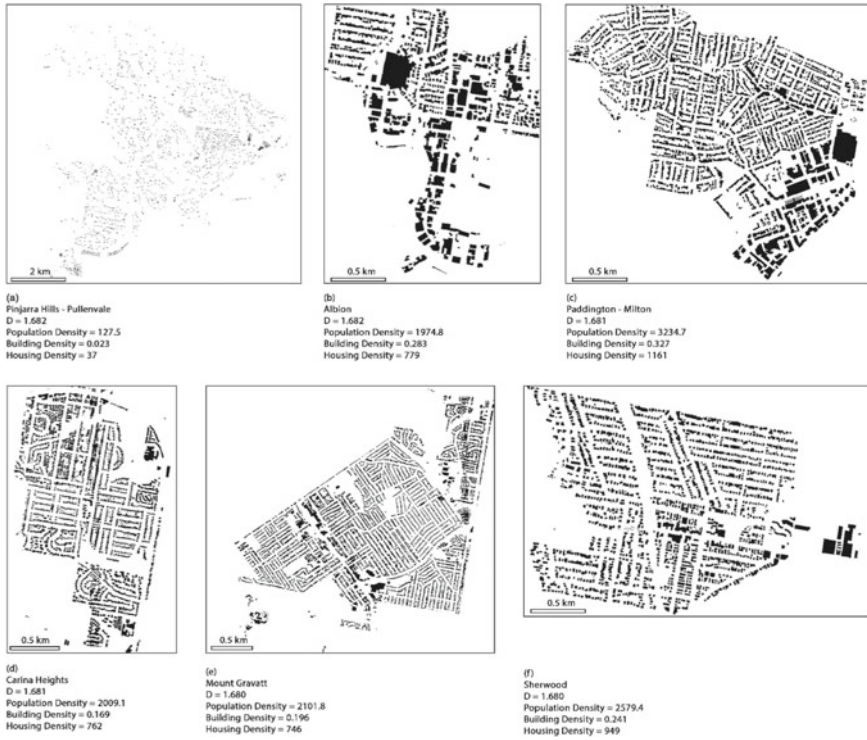 2 km
(a)
Pinjarra Hills - Pullenvale
D = 1.682
Population Density = 127.5
Building Density = 0.023
Housing Density = 37
0.5 km
(b)
Albion
D = 1.682
Population Density = 1974.8
Building Density = 0.283
Housing Density = 779
0.5 km
(c)
Paddington - Milton
D = 1.681
Population Density = 3234.7
Building Density = 0.327
Housing Density = 1161
0.5 km
(d)
Carina Heights
D = 1.681
Population Density = 2009.1
Building Density = 0.169
Housing Density = 762
0.5 km
(e)
Mount Gravatt
D = 1.680
Population Density = 2101.8
Building Density = 0.196
Housing Density = 746
0.5 km
(f)
Sherwood
D = 1.680
Population Density = 2579.4
Building Density = 0.241
Housing Density = 949